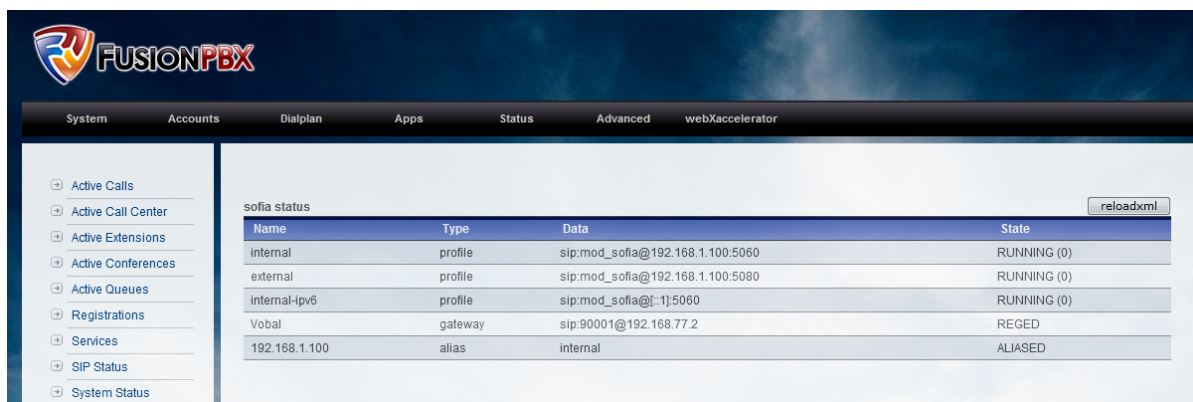 FUSIONPBX
System Accounts Dialplan Apps Status Advanced webXaccelerator
Active Calls
Active Call Center
Active Extensions
Active Conferences
Active Queues
Registrations
Services
SIP Status
System Status
sofia status reloadxml
Name Type Data State
internal profile sip:mod_sofia@192.168.1.100:5060 RUNNING (0)
external profile sip:mod_sofia@192.168.1.100:5080 RUNNING (0)
internal-ipv6 profile sip:mod_sofia@[::1]:5060 RUNNING (0)
Vobal gateway sip:90001@192.168.77.2 REGED
192.168.1.100 alias internal ALIASED